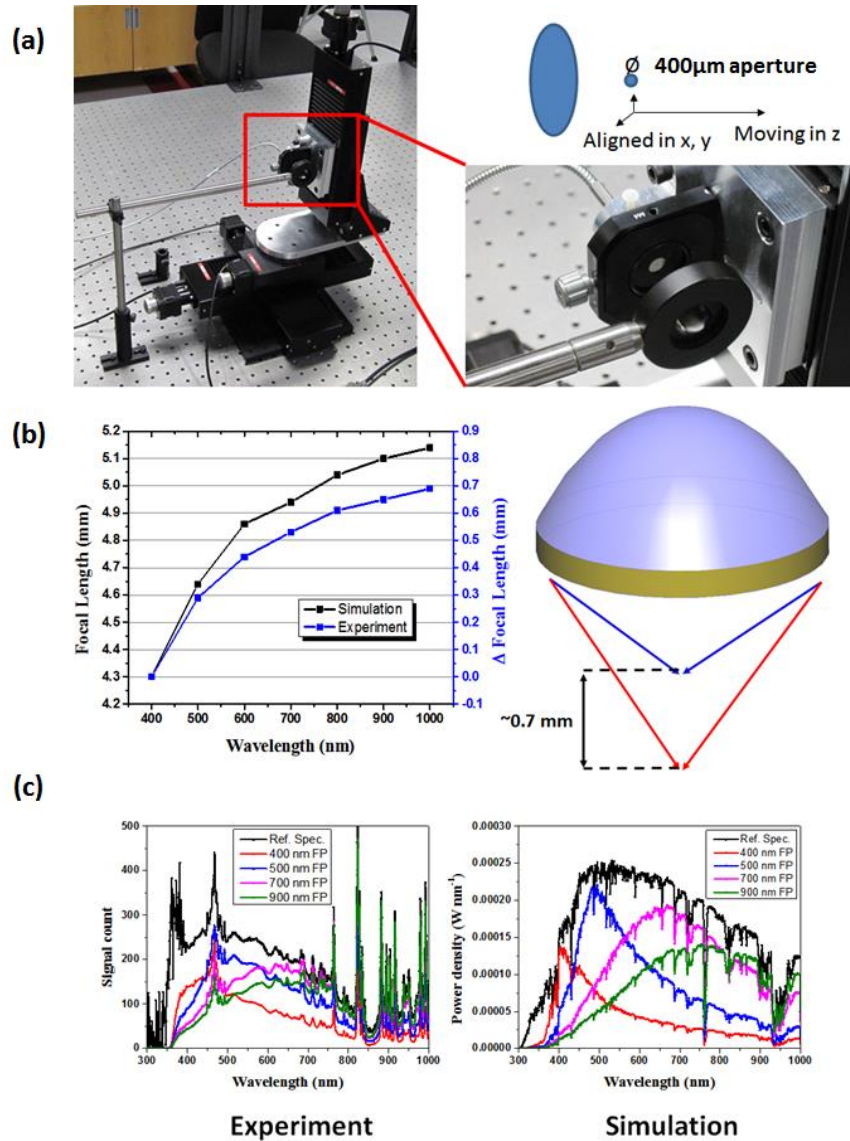 (a)
Ø 400µm aperture
Aligned in x, y
Moving in z
(b)
5.2
5.1
5.0
4.9
4.8
4.7
4.6
4.5
4.4
4.3
4.2
Focal Length (mm)
0.9
0.8
0.7
0.6
0.5
0.4
0.3
0.2
0.1
0.0
-0.1
Δ Focal Length (mm)
Simulation
Experiment
400 500 600 700 800 900 1000
Wavelength (nm)
~0.7 mm
(c)
500
400
300
200
100
0
Signal count
Ref. Spec.
400 nm FP
500 nm FP
700 nm FP
900 nm FP
300 400 500 600 700 800 900 1000
Wavelength (nm)
Experiment
0.00030
0.00025
0.00020
0.00015
0.00010
0.00005
0.00000
Power density (W nm⁻¹)
Ref. Spec.
400 nm FP
500 nm FP
700 nm FP
900 nm FP
300 400 500 600 700 800 900 1000
Wavelength (nm)
Simulation